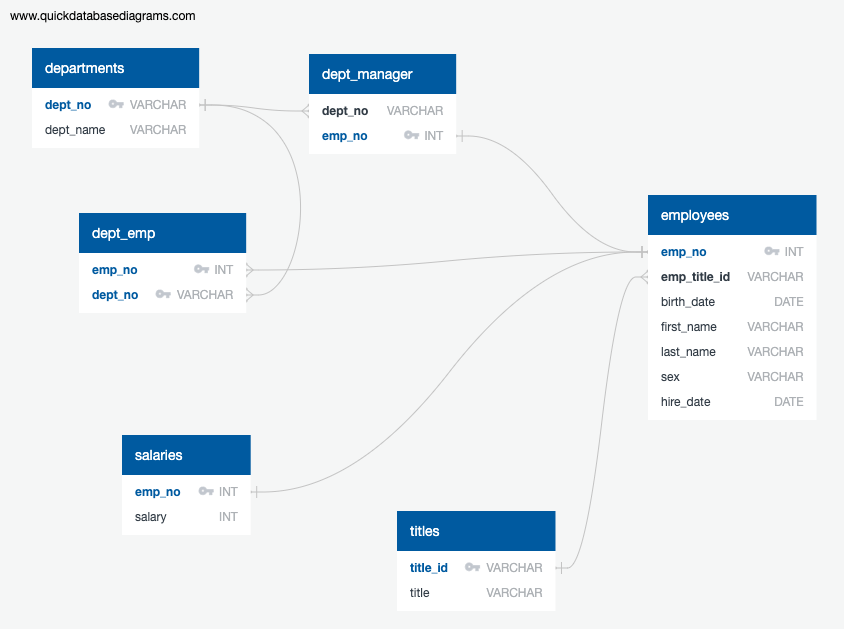 www.quickdatabasediagrams.com
departments
dept_no VARCHAR
dept_name VARCHAR
dept_manager
dept_no VARCHAR
emp_no INT
employees
emp_no INT
emp_title_id VARCHAR
birth_date DATE
first_name VARCHAR
last_name VARCHAR
sex VARCHAR
hire_date DATE
dept_emp
emp_no INT
dept_no VARCHAR
salaries
emp_no INT
salary INT
titles
title_id VARCHAR
title VARCHAR